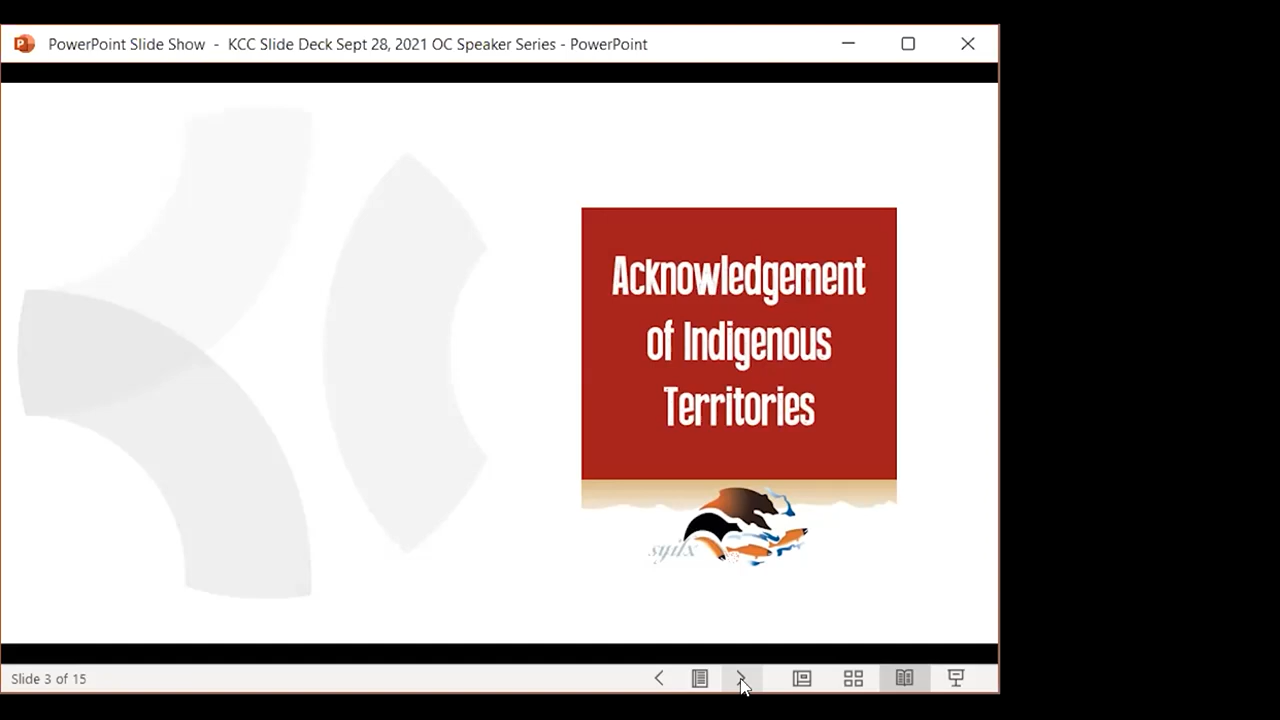 PowerPoint Slide Show - KCC Slide Deck Sept 28, 2021 OC Speaker Series - PowerPoint
Acknowledgement
of Indigenous
Territories
syilx
Slide 3 of 15